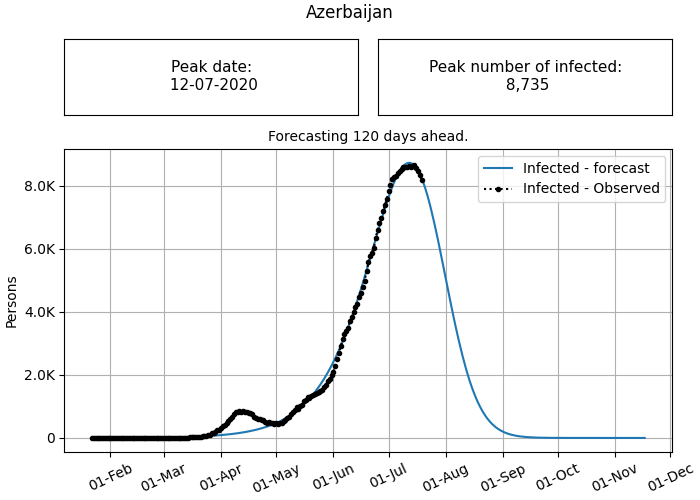 Azerbaijan
Peak date:
12-07-2020
Peak number of infected:
8,735
Forecasting 120 days ahead.
Infected - forecast
Infected - Observed
8.0K
6.0K
4.0K
2.0K
0
Persons
01-Feb
01-Mar
01-Apr
01-May
01-Jun
01-Jul
01-Aug
01-Sep
01-Oct
01-Nov
01-Dec